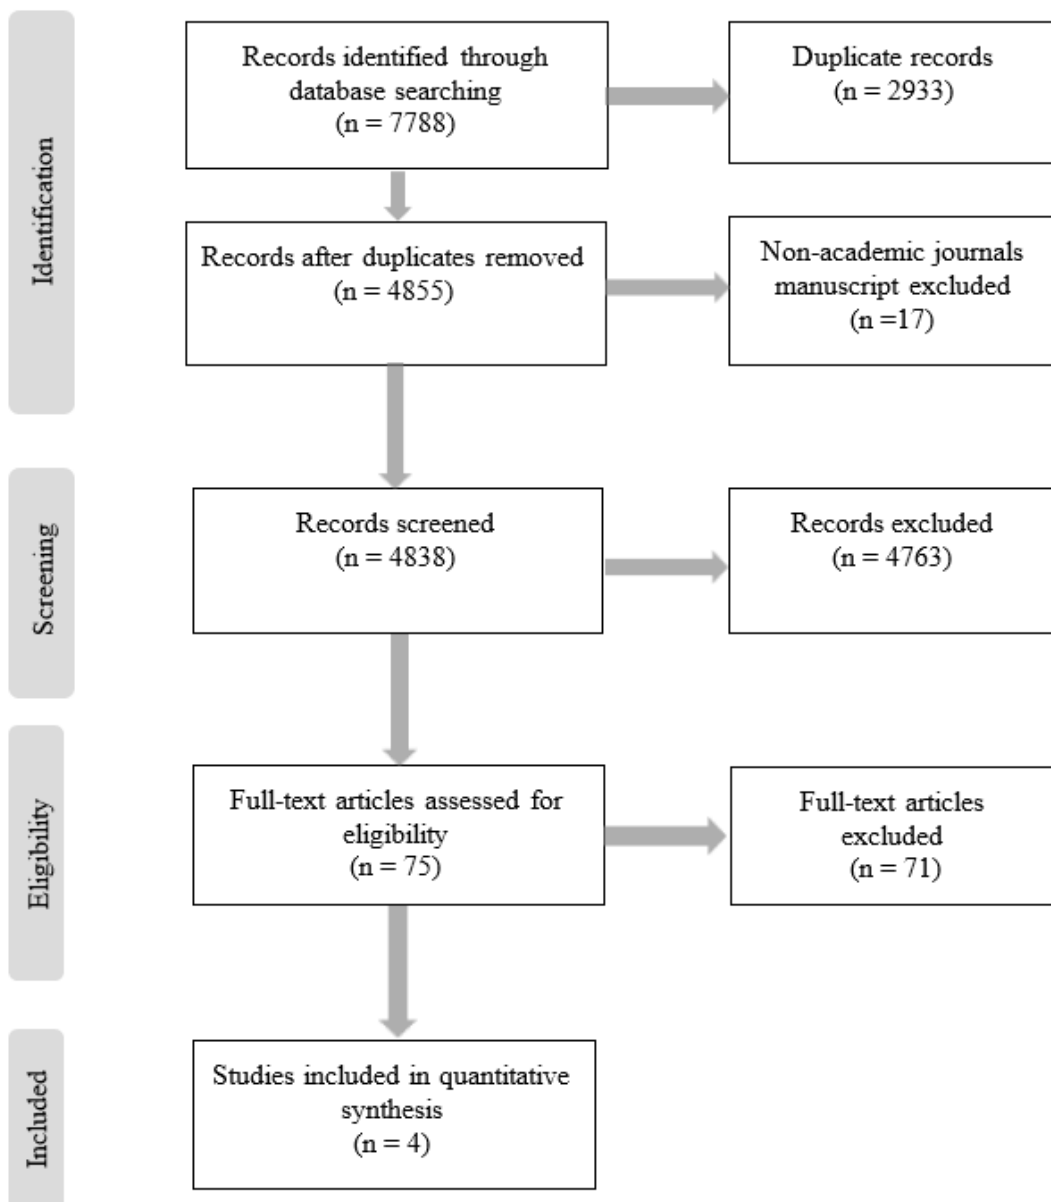 Identification
Records identified through
database searching
(n = 7788)
Duplicate records
(n = 2933)
Records after duplicates removed
(n = 4855)
Non-academic journals
manuscript excluded
(n =17)
Screening
Records screened
(n = 4838)
Records excluded
(n = 4763)
Eligibility
Full-text articles assessed for
eligibility
(n = 75)
Full-text articles
excluded
(n = 71)
Included
Studies included in quantitative
synthesis
(n = 4)